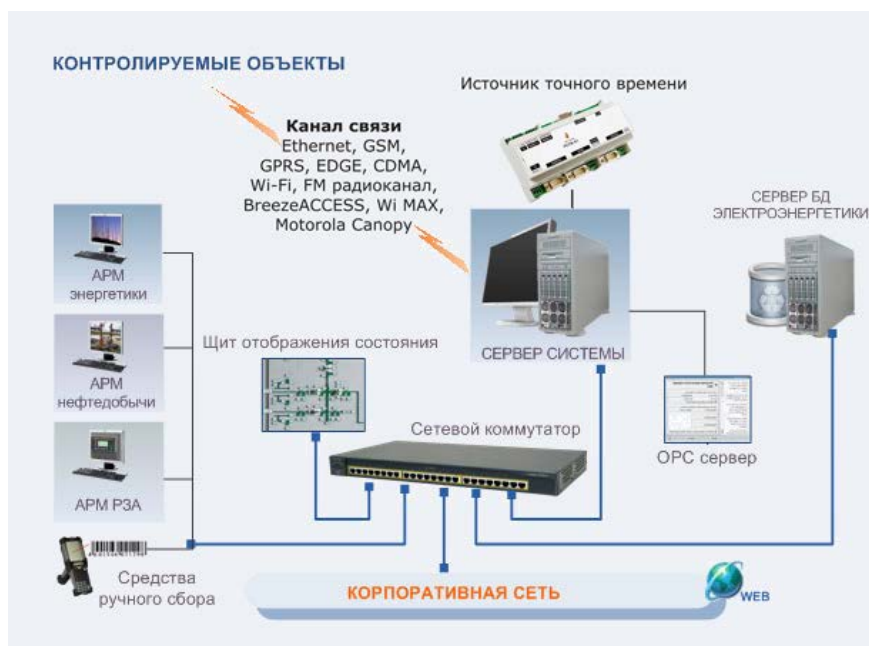 КОНТРОЛИРУЕМЫЕ ОБЪЕКТЫ
Источник точного времени
Канал связи
Ethernet, GSM,
GPRS, EDGE, CDMA,
Wi-Fi, FM радиоканал,
BreezeACCESS, Wi MAX,
Motorola Canopy
СЕРВЕР БД
ЭЛЕКТРОЭНЕРГЕТИКИ
АРМ
энергетики
Щит отображения состояния
СЕРВЕР СИСТЕМЫ
АРМ
нефтедобычи
Сетевой коммутатор
OPC сервер
АРМ РЗА
Средства
ручного сбора
КОРПОРАТИВНАЯ СЕТЬ
WEB